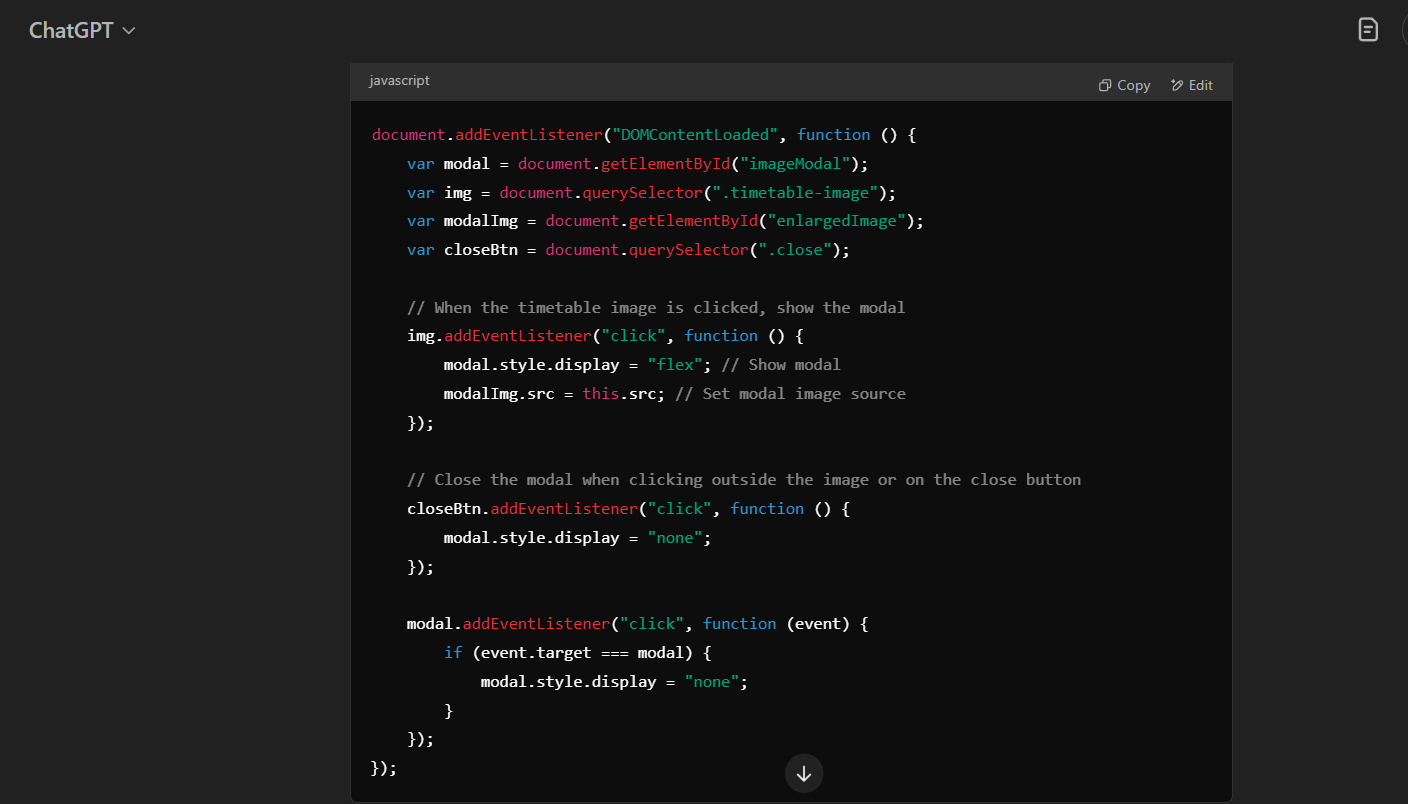 ChatGPT
javascript
Copy
Edit
document.addEventListener("DOMContentLoaded", function () {
    var modal = document.getElementById("imageModal");
    var img = document.querySelector(".timetable-image");
    var modalImg = document.getElementById("enlargedImage");
    var closeBtn = document.querySelector(".close");

    // When the timetable image is clicked, show the modal
    img.addEventListener("click", function () {
        modal.style.display = "flex"; // Show modal
        modalImg.src = this.src; // Set modal image source
    });

    // Close the modal when clicking outside the image or on the close button
    closeBtn.addEventListener("click", function () {
        modal.style.display = "none";
    });

    modal.addEventListener("click", function (event) {
        if (event.target === modal) {
            modal.style.display = "none";
        }
    });
});